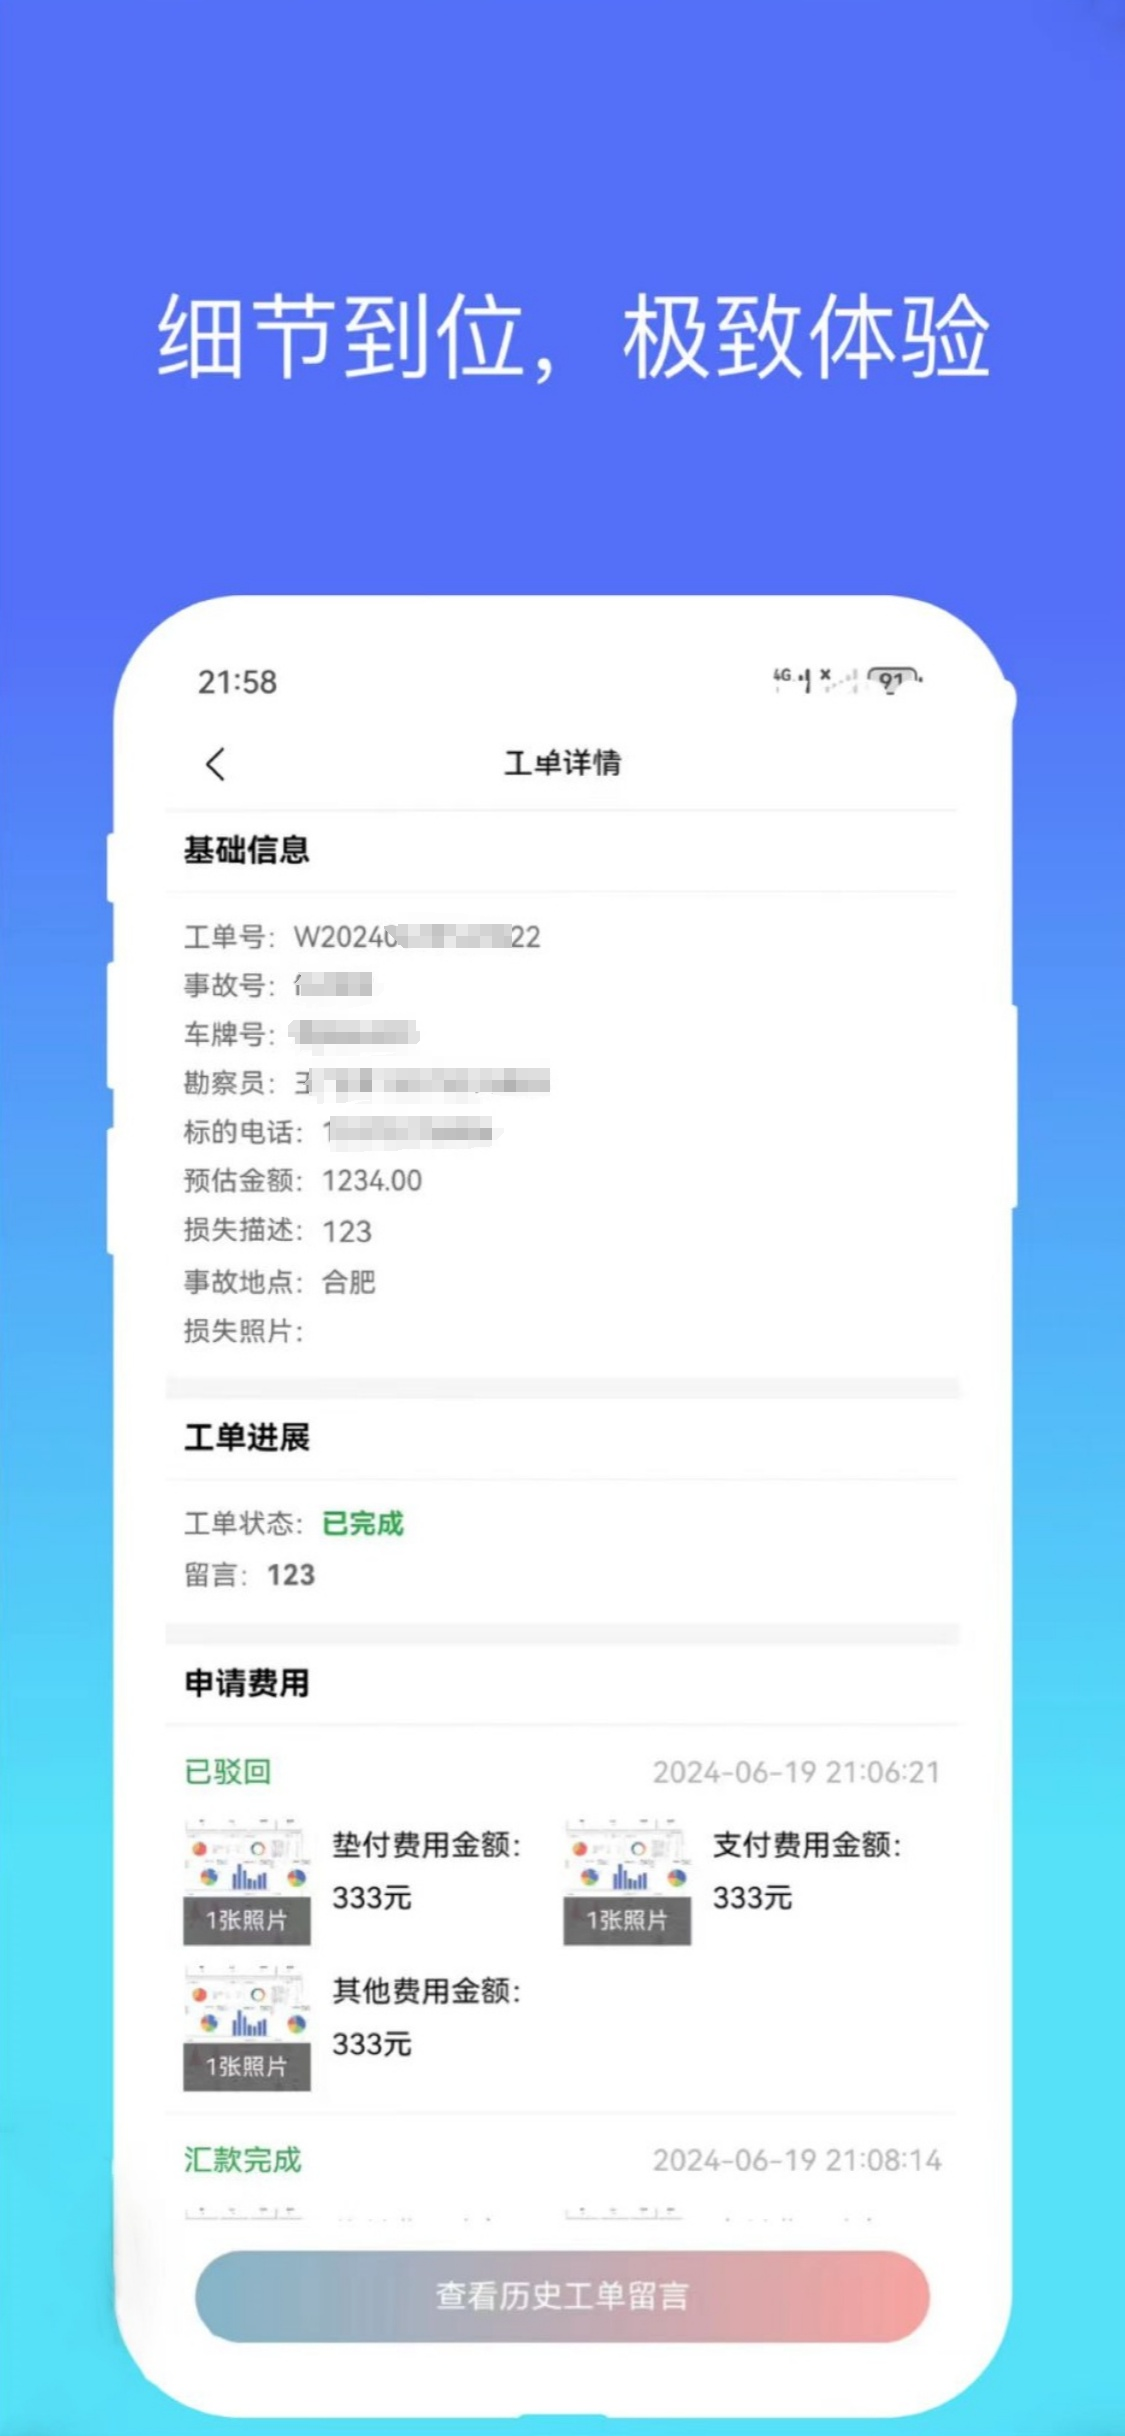 细节到位，极致体验
21:58
4G 91
工单详情
基础信息
工单号：
事故号：
车牌号：
勘察员：
标的电话：
预估金额：1234.00
损失描述：123
事故地点：合肥
损失照片：
工单进展
工单状态：已完成
留言：123
申请费用
已驳回 2024-06-19 21:06:21
垫付费用金额： 支付费用金额：
333元 333元
1张照片 1张照片
其他费用金额：
333元
1张照片
汇款完成 2024-06-19 21:08:14
查看历史工单留言